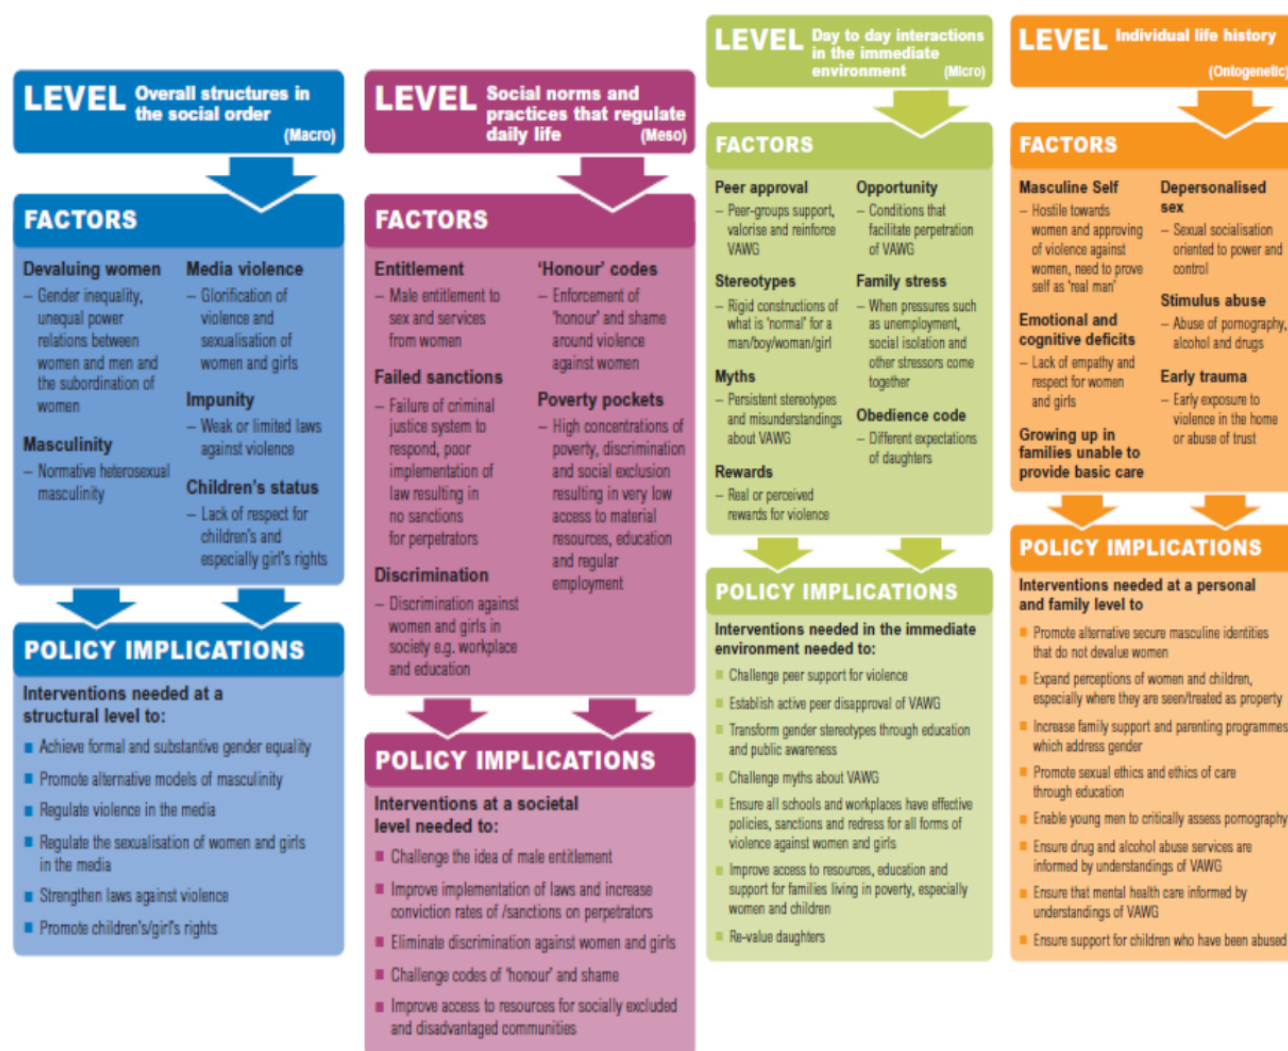 LEVEL Overall structures in
the social order
(Macro)
FACTORS
Devaluing women
– Gender inequality,
unequal power
relations between
women and men and
the subordination of
women
Masculinity
– Normative heterosexual
masculinity
Media violence
– Glorification of
violence and
sexualisation of
women and girls
Impunity
– Weak or limited laws
against violence
Children's status
– Lack of respect for
children's and
especially girl's rights
POLICY IMPLICATIONS
Interventions needed at a
structural level to:
■ Achieve formal and substantive gender equality
■ Promote alternative models of masculinity
■ Regulate violence in the media
■ Regulate the sexualisation of women and girls
in the media
■ Strengthen laws against violence
■ Promote children's/girl's rights
LEVEL Social norms and
practices that regulate
daily life (Meso)
FACTORS
Entitlement
– Male entitlement to
sex and services
from women
Failed sanctions
– Failure of criminal
justice system to
respond, poor
implementation of
law resulting in
no sanctions
for perpetrators
Discrimination
– Discrimination against
women and girls in
society e.g. workplace
and education
'Honour' codes
– Enforcement of
'honour' and shame
around violence
against women
Poverty pockets
– High concentrations of
poverty, discrimination
and social exclusion
resulting in very low
access to material
resources, education
and regular
employment
POLICY IMPLICATIONS
Interventions at a societal
level needed to:
■ Challenge the idea of male entitlement
■ Improve implementation of laws and increase
conviction rates of /sanctions on perpetrators
■ Eliminate discrimination against women and girls
■ Challenge codes of 'honour' and shame
■ Improve access to resources for socially excluded
and disadvantaged communities
LEVEL Day to day interactions
in the immediate
environment (Micro)
FACTORS
Peer approval
– Peer-groups support,
valorise and reinforce
VAWG
Stereotypes
– Rigid constructions of
what is 'normal' for a
man/boy/woman/girl
Myths
– Persistent stereotypes
and misunderstandings
about VAWG
Rewards
– Real or perceived
rewards for violence
Opportunity
– Conditions that
facilitate perpetration
of VAWG
Family stress
– When pressures such
as unemployment,
social isolation and
other stressors come
together
Obedience code
– Different expectations
of daughters
POLICY IMPLICATIONS
Interventions needed in the immediate
environment needed to:
■ Challenge peer support for violence
■ Establish active peer disapproval of VAWG
■ Transform gender stereotypes through education
and public awareness
■ Challenge myths about VAWG
■ Ensure all schools and workplaces have effective
policies, sanctions and redress for all forms of
violence against women and girls
■ Improve access to resources, education and
support for families living in poverty, especially
women and children
■ Re-value daughters
LEVEL Individual life history
(Ontogenetic)
FACTORS
Masculine Self
– Hostile towards
women and approving
of violence against
women, need to prove
self as 'real man'
Emotional and
cognitive deficits
– Lack of empathy and
respect for women
and girls
Growing up in
families unable to
provide basic care
Depersonalised
sex
– Sexual socialisation
oriented to power and
control
Stimulus abuse
– Abuse of pornography,
alcohol and drugs
Early trauma
– Early exposure to
violence in the home
or abuse of trust
POLICY IMPLICATIONS
Interventions needed at a personal
and family level to
■ Promote alternative secure masculine identities
that do not devalue women
■ Expand perceptions of women and children,
especially where they are seen/treated as property
■ Increase family support and parenting programmes
which address gender
■ Promote sexual ethics and ethics of care
through education
■ Enable young men to critically assess pornography
■ Ensure drug and alcohol abuse services are
informed by understandings of VAWG
■ Ensure that mental health care informed by
understandings of VAWG
■ Ensure support for children who have been abused